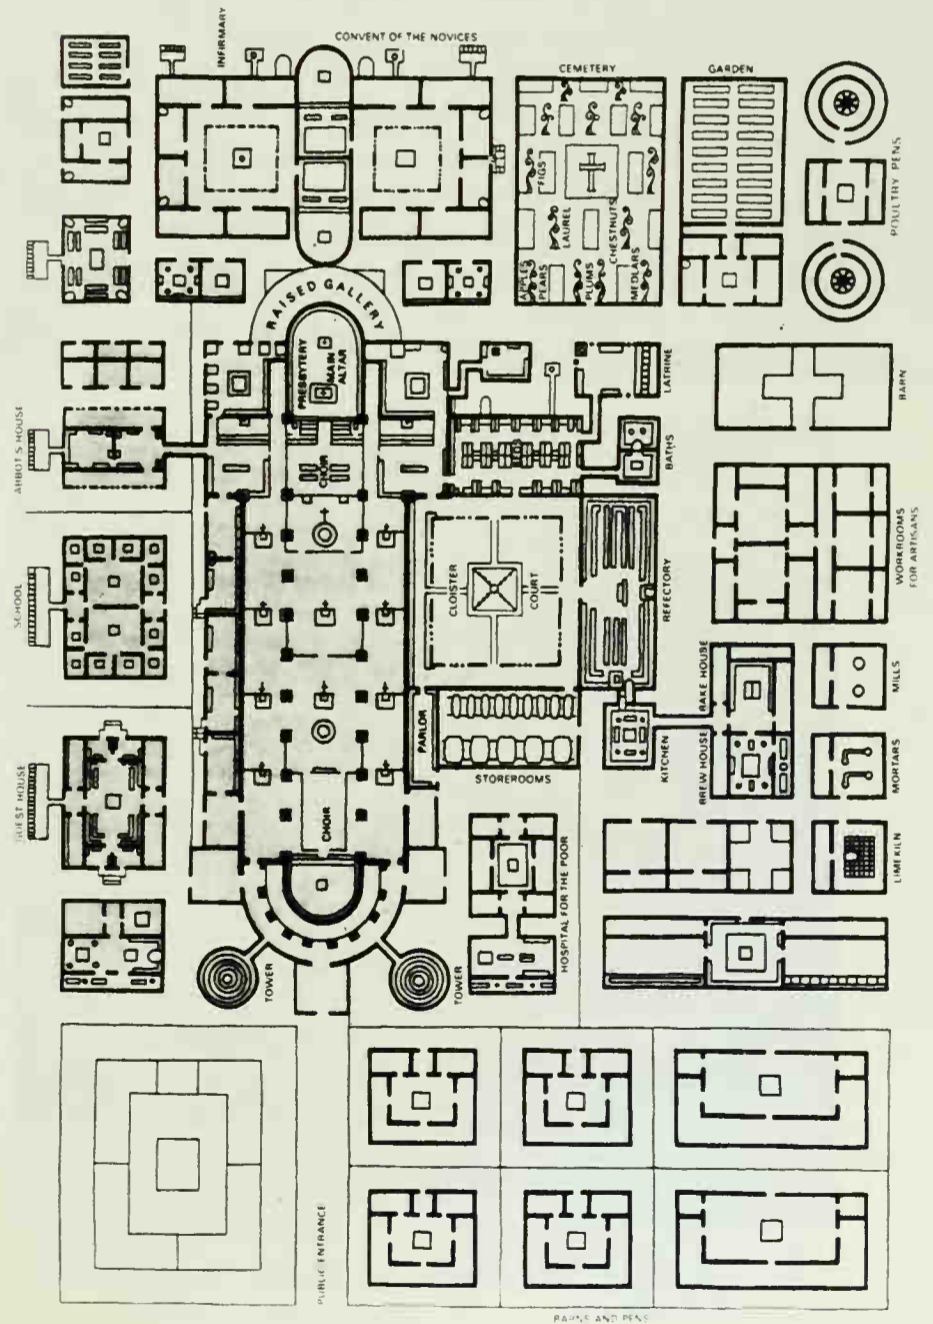 INFIRMARY
CONVENT OF THE NOVICES
CEMETERY
GARDEN
POULTRY PENS
FIGS
LAUREL
CHESTNUTS
APPLES
PEARS
PLUMS
MEDLARS
RAISED GALLERY
PRESBYTERY
MAIN
ALTAR
CHOIR
ABBOT'S HOUSE
LATRINE
BATHS
BARN
SCHOOL
CLOISTER
COURT
REFECTORY
WORKROOMS
FOR ARTISANS
GUEST HOUSE
PARLOR
STOREROOMS
KITCHEN
BAKE HOUSE
BREW HOUSE
MILLS
MORTARS
LIMEKILN
CHOIR
HOSPITAL FOR THE POOR
TOWER
TOWER
PUBLIC ENTRANCE
BARNS AND PENS